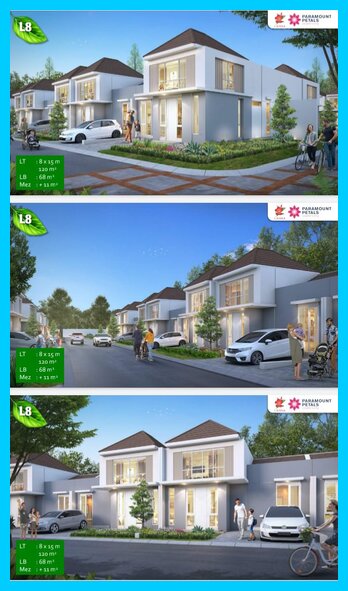 L8
PARAMOUNT
PETALS
LT : 8 x 15 m
120 m²
LB : 68 m²
Mez : + 11 m²
L8
PARAMOUNT
PETALS
LT : 8 x 15 m
120 m²
LB : 68 m²
Mez : + 11 m²
L8
PARAMOUNT
PETALS
LT : 8 x 15 m
120 m²
LB : 68 m²
Mez : + 11 m²